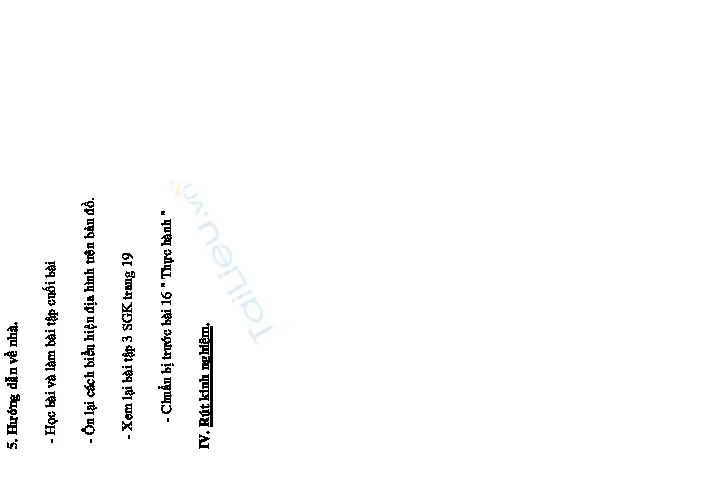 5. Hướng dẫn về nhà.
- Học bài và làm bài tập cuối bài
- Ôn lại cách biểu hiện địa hình trên bản đồ.
- Xem lại bài tập 3 SGK trang 19
- Chuẩn bị trước bài 16 " Thực hành "
IV. Rút kinh nghiệm.
TaiLieu.vn